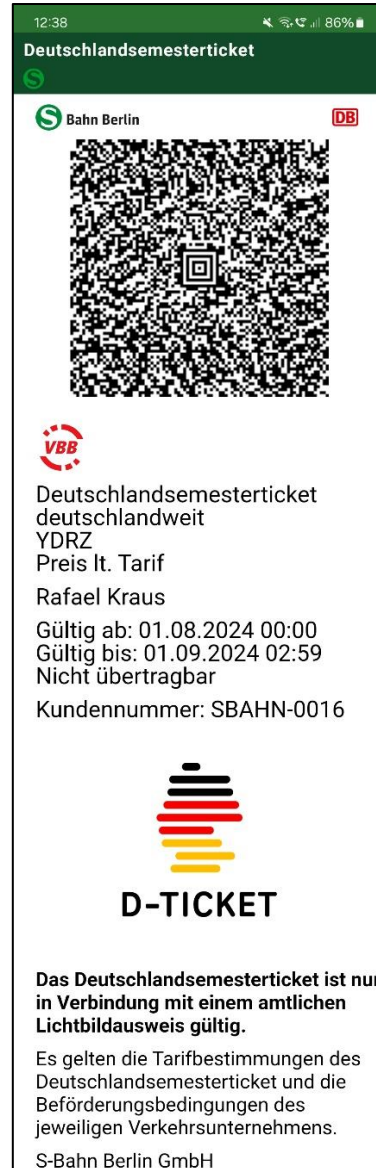 12:38
86%
Deutschlandsemesterticket
S
S Bahn Berlin
DB
VBB
Deutschlandsemesterticket
deutschlandweit
YDRZ
Preis lt. Tarif
Rafael Kraus
Gültig ab: 01.08.2024 00:00
Gültig bis: 01.09.2024 02:59
Nicht übertragbar
Kundennummer: SBAHN-0016
D-TICKET
Das Deutschlandsemesterticket ist nur
in Verbindung mit einem amtlichen
Lichtbildausweis gültig.
Es gelten die Tarifbestimmungen des
Deutschlandsemesterticket und die
Beförderungsbedingungen des
jeweiligen Verkehrsunternehmens.
S-Bahn Berlin GmbH